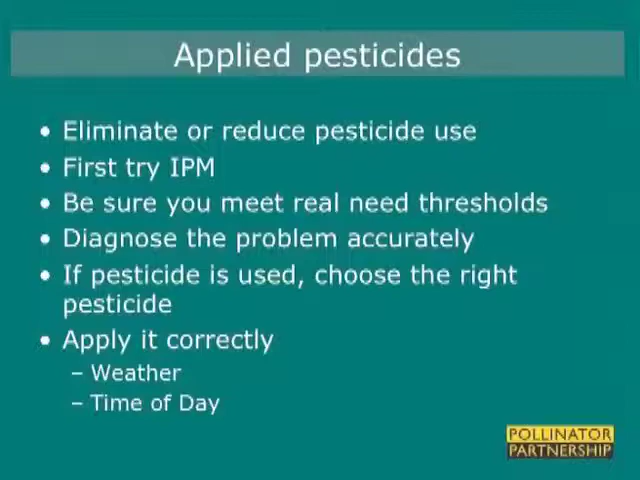 Applied pesticides
• Eliminate or reduce pesticide use
• First try IPM
• Be sure you meet real need thresholds
• Diagnose the problem accurately
• If pesticide is used, choose the right
pesticide
• Apply it correctly
– Weather
– Time of Day
POLLINATOR
PARTNERSHIP